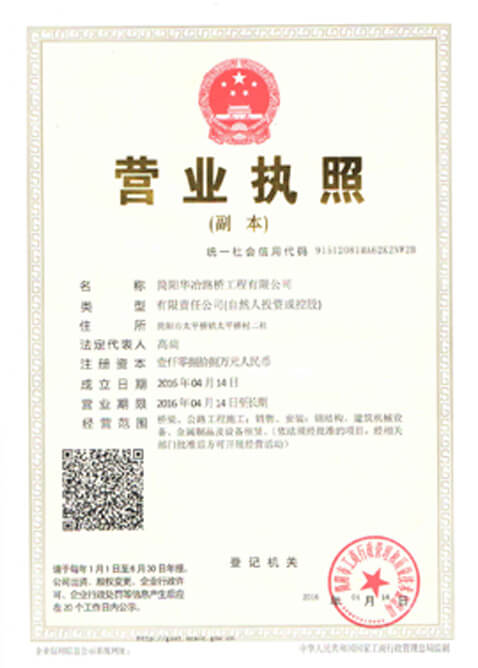 营业执照
(副 本)
统一社会信用代码 91512081MA62K2XW2B
名 称 简阳华冶路桥工程有限公司
类 型 有限责任公司(自然人投资或控股)
住 所 简阳市太平桥镇太平桥村二社
法定代表人 高
注册资本 壹仟零捌拾捌万元人民币
成立日期 2016年04月14日
营业期限 2016年04月14日至长期
经营范围 桥梁、公路工程施工；销售、安装：钢结构、建筑机械设
备、金属制品及设备租赁。(依法须经批准的项目，经相关
部门批准后方可开展经营活动)
请于每年1月1日至6月30日年报。
公司出资、股权变更、企业行政许
可、企业行政处罚等信息产生后应
在20个工作日内公示。
登记机关
2016 年 04 月 14 日
企业信用信息公示系统网址：
中华人民共和国国家工商行政管理总局监制